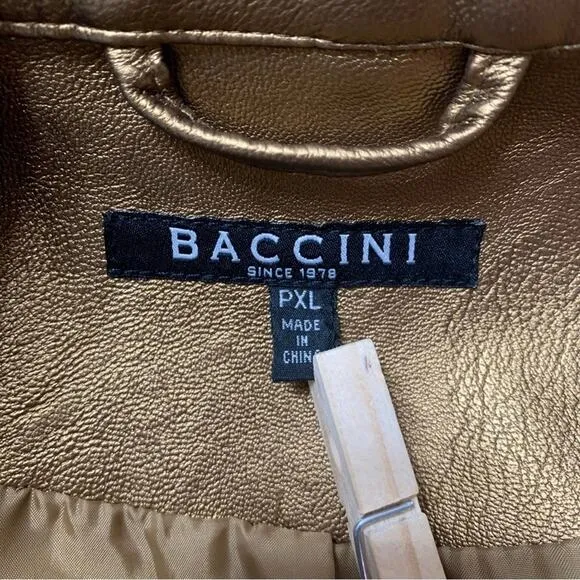 BACCINI
SINCE 1978
PXL
MADE
IN
CHINA